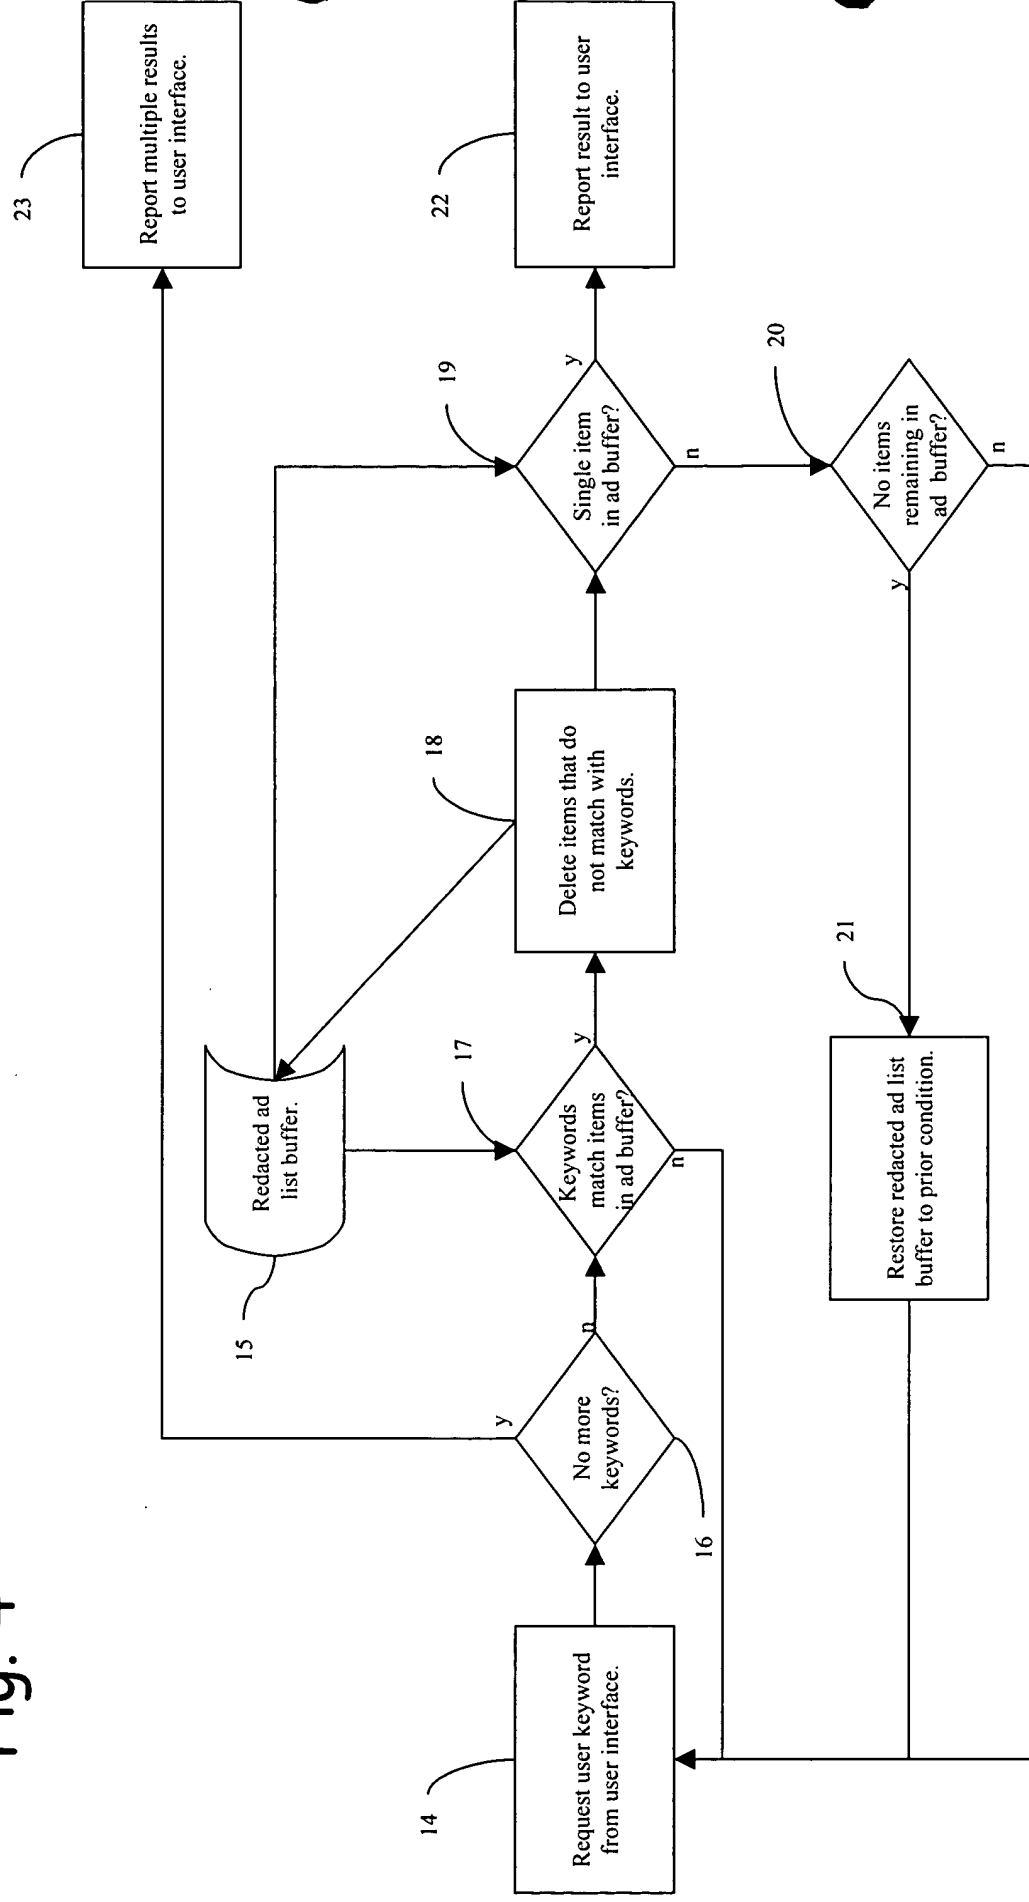 Fig. 4
23
Report multiple results
to user interface.
22
Report result to user
interface.
19
Single item
in ad buffer?
y
n
20
No items
remaining in
ad buffer?
y
n
18
Delete items that do
not match with
keywords.
21
Restore redacted ad list
buffer to prior condition.
15
Redacted ad
list buffer.
17
Keywords
match items
in ad buffer?
y
n
16
No more
keywords?
y
n
14
Request user keyword
from user interface.